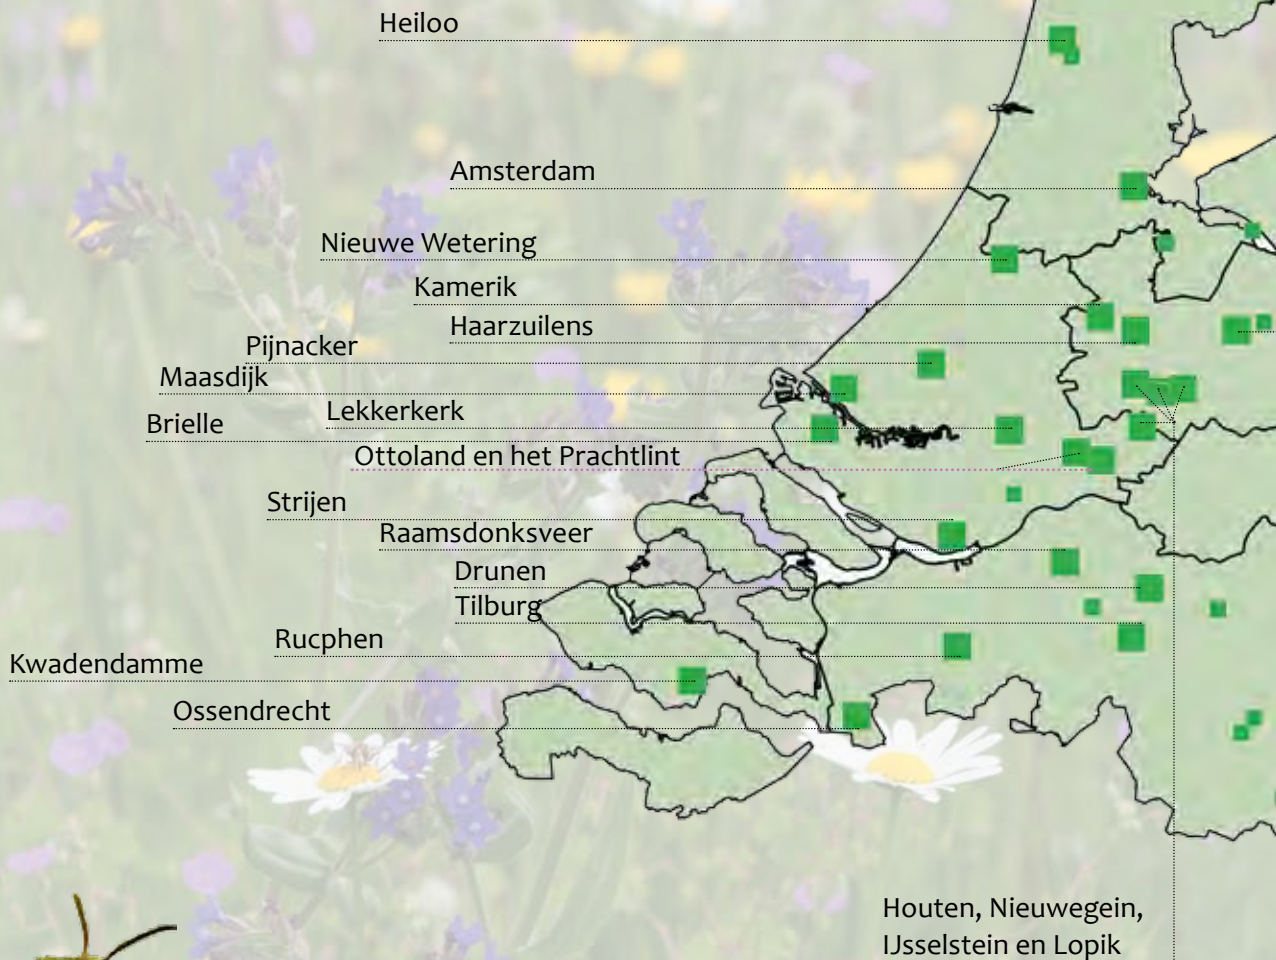 Heiloo
Amsterdam
Nieuwe Wetering
Kamerik
Haarzuilens
Pijnacker
Maasdijk
Lekkerkerk
Brielle
Ottoland en het Prachtlint
Strijen
Raamsdonksveer
Drunen
Tilburg
Rucphen
Kwadendamme
Ossendrecht
Houten, Nieuwegein,
IJsselstein en Lopik